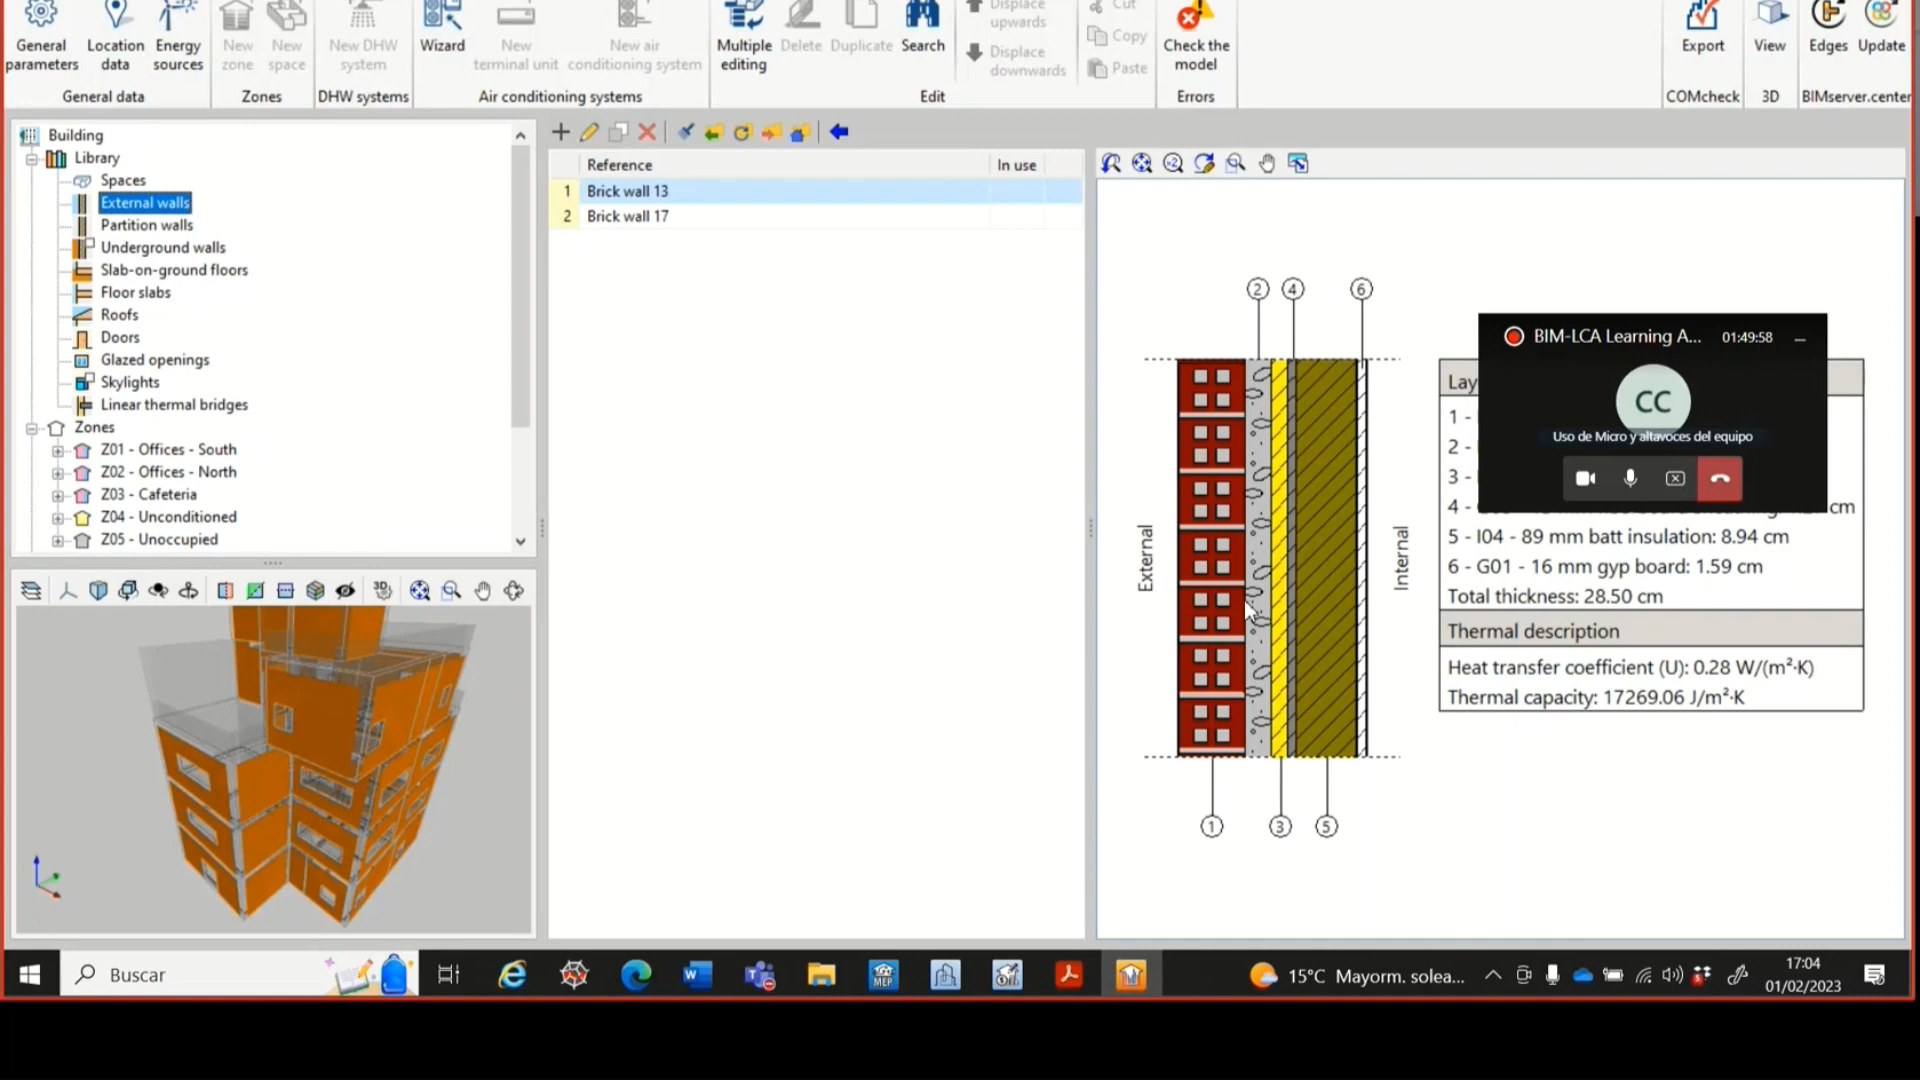 General parameters
Location data
Energy sources
General data
New zone
New space
Zones
New DHW system
DHW systems
Wizard
New terminal unit
New air conditioning system
Air conditioning systems
Multiple editing
Delete
Duplicate
Search
Displace upwards
Displace downwards
Cut
Copy
Paste
Edit
Check the model
Errors
Export
COMcheck
View
3D
Edges
Update
BIMserver.center
Building
Library
Spaces
External walls
Partition walls
Underground walls
Slab-on-ground floors
Floor slabs
Roofs
Doors
Glazed openings
Skylights
Linear thermal bridges
Zones
Z01 - Offices - South
Z02 - Offices - North
Z03 - Cafeteria
Z04 - Unconditioned
Z05 - Unoccupied
Reference In use
1 Brick wall 13
2 Brick wall 17
2 4 6
External
Internal
1 3 5
BIM-LCA Learning A... 01:49:58
CC
Uso de Micro y altavoces del equipo
Lay
1 -
2 -
3 -
4 - cm
5 - I04 - 89 mm batt insulation: 8.94 cm
6 - G01 - 16 mm gyp board: 1.59 cm
Total thickness: 28.50 cm
Thermal description
Heat transfer coefficient (U): 0.28 W/(m²·K)
Thermal capacity: 17269.06 J/m²·K
Buscar
MEP
15°C Mayorm. solea...
17:04
01/02/2023